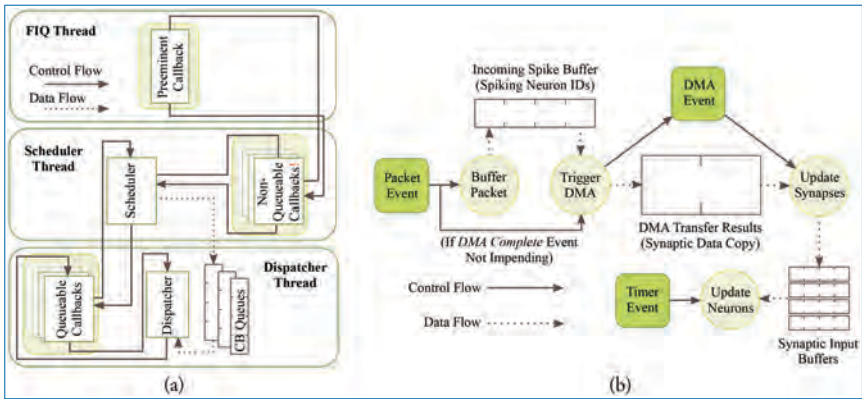 FIQ Thread
Control Flow
Data Flow
Preeminent
Callback
Scheduler
Thread
Scheduler
Non-
Queueable
Callbacks!
Dispatcher
Thread
Queueable
Callbacks
Dispatcher
CB Queues
(a)
Incoming Spike Buffer
(Spiking Neuron IDs)
DMA
Event
Packet
Event
Buffer
Packet
Trigger
DMA
Update
Synapses
(If DMA Complete Event
Not Impending)
DMA Transfer Results
(Synaptic Data Copy)
Control Flow
Data Flow
Timer
Event
Update
Neurons
Synaptic Input
Buffers
(b)